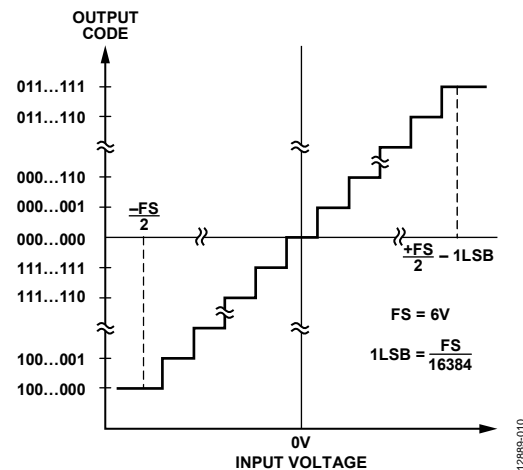 OUTPUT
CODE
011...111
011...110
000...110
000...001
000...000
111...111
111...110
100...001
100...000
–FS
2
+FS
2
– 1LSB
FS = 6V
1LSB = FS
16384
0V
INPUT VOLTAGE
12889-010